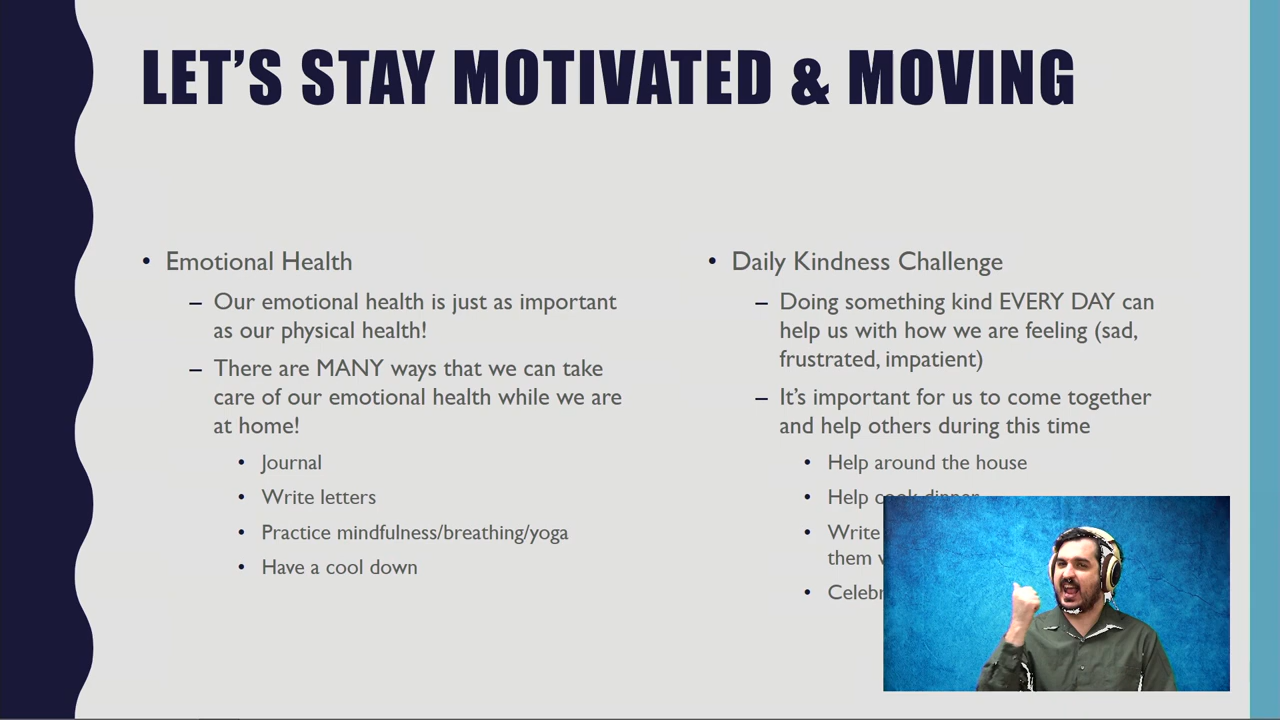 LET'S STAY MOTIVATED & MOVING
• Emotional Health
– Our emotional health is just as important
as our physical health!
– There are MANY ways that we can take
care of our emotional health while we are
at home!
• Journal
• Write letters
• Practice mindfulness/breathing/yoga
• Have a cool down
• Daily Kindness Challenge
– Doing something kind EVERY DAY can
help us with how we are feeling (sad,
frustrated, impatient)
– It's important for us to come together
and help others during this time
• Help around the house
• Help cook dinner
• Write
them
•